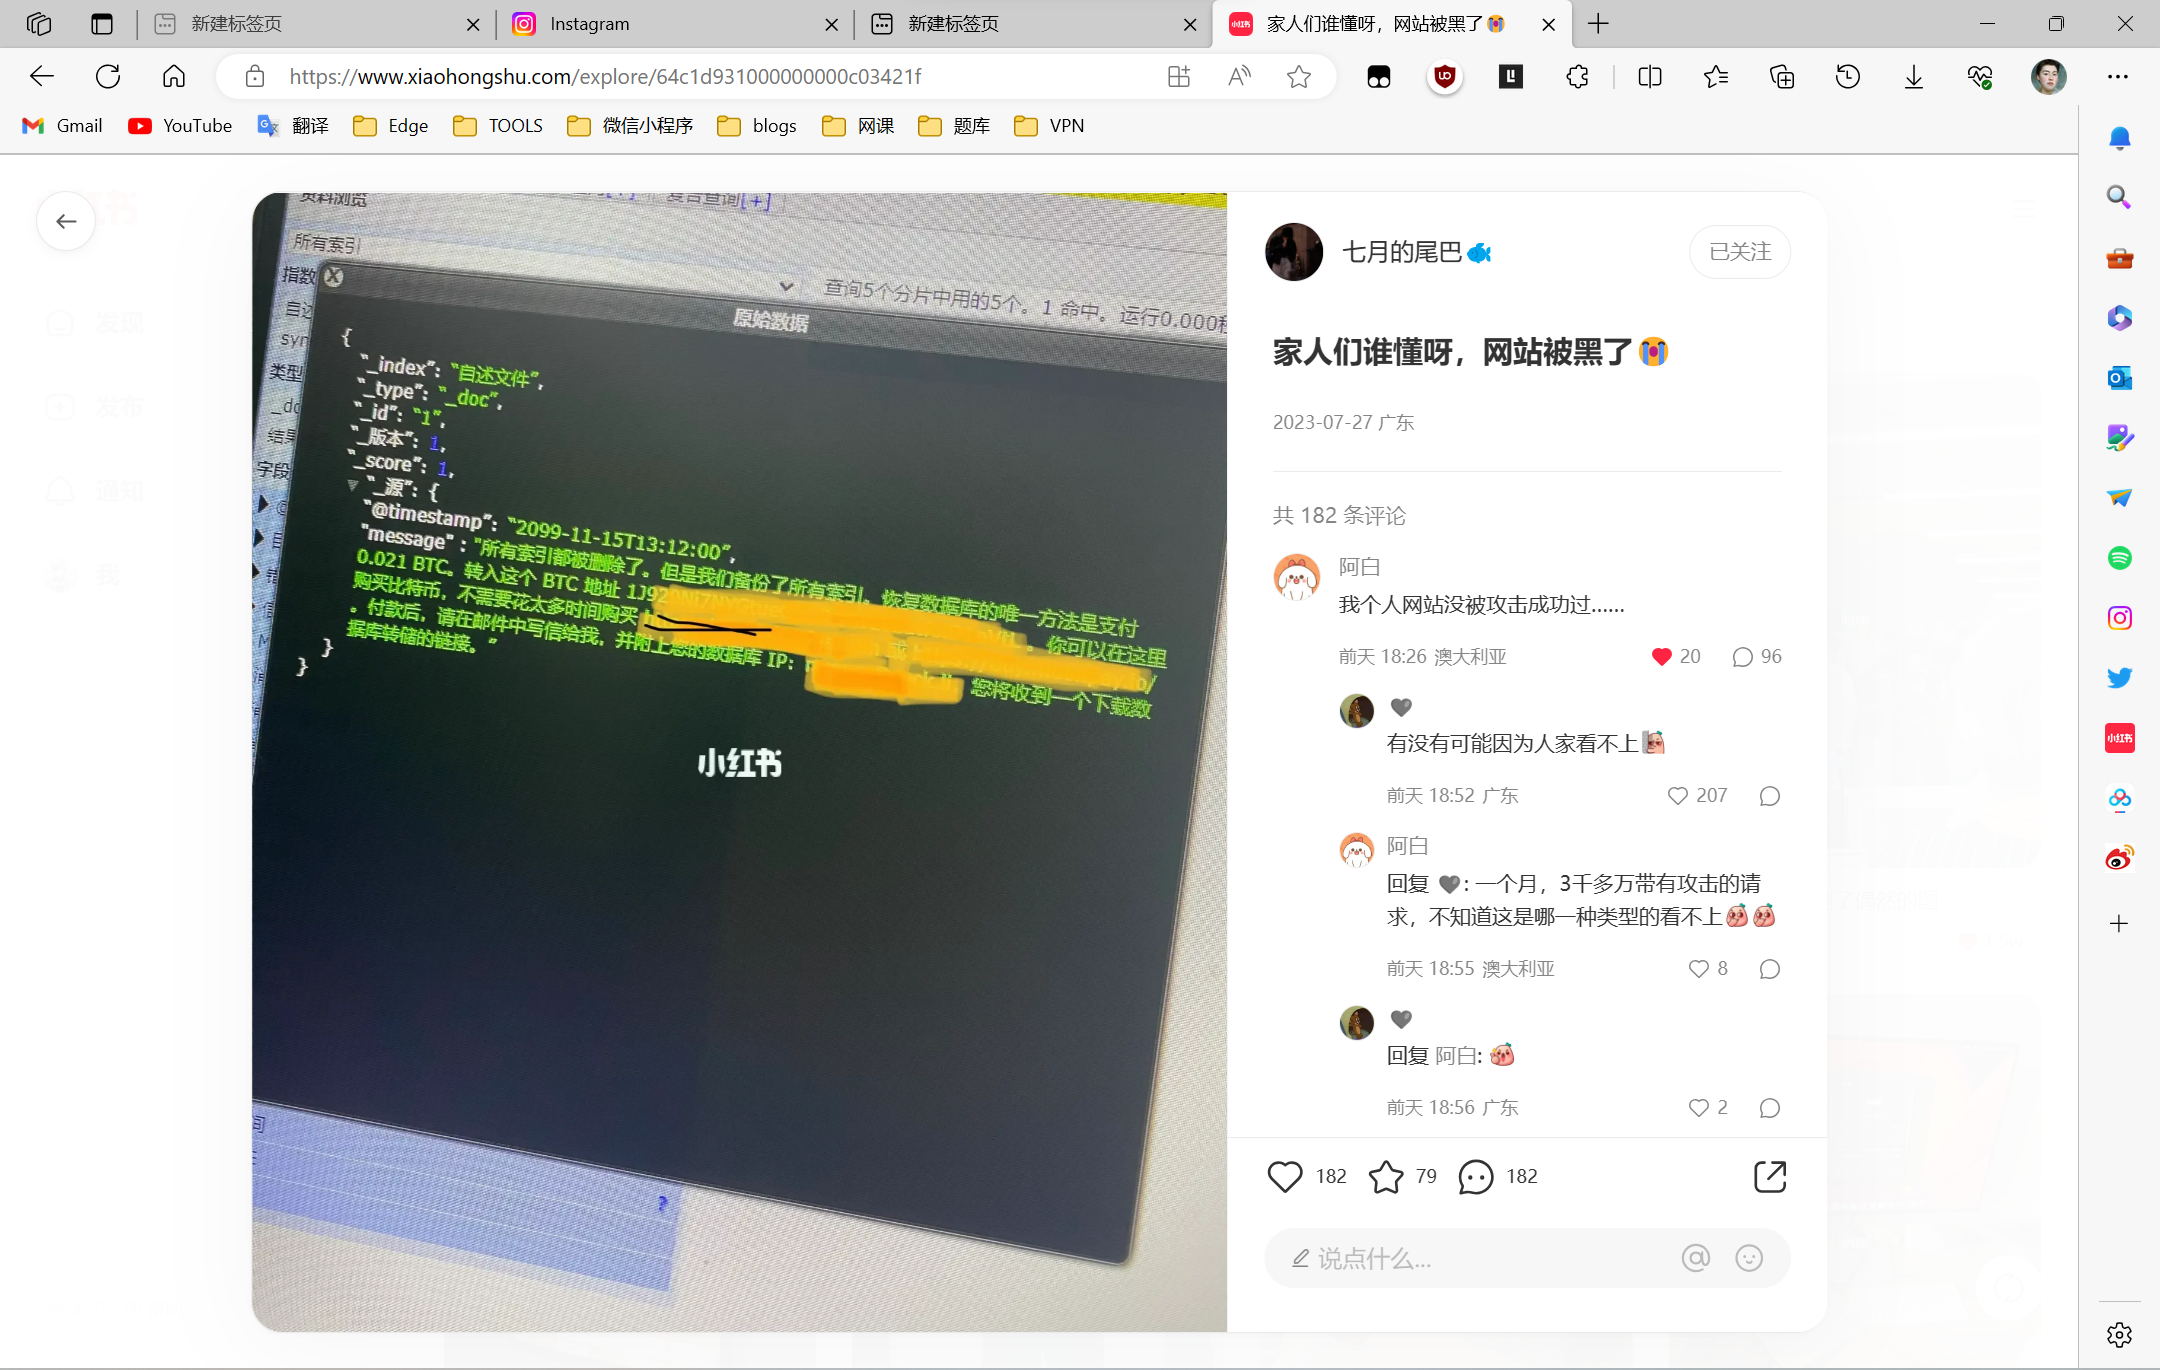 新建标签页
Instagram
新建标签页
家人们谁懂呀，网站被黑了😭
https://www.xiaohongshu.com/explore/64c1d931000000000c03421f
Gmail
YouTube
翻译
Edge
TOOLS
微信小程序
blogs
网课
题库
VPN
发现
发布
通知
我
资料浏览
复合查询[+]
所有索引
指数
查询5个分片中用的5个。1 命中。运行0.000秒
类型
字段
原始数据
{
"_index": "自述文件",
"_type": "_doc",
"_id": "1",
"_版本": 1,
"_score": 1,
"_源": {
"@timestamp": "2099-11-15T13:12:00",
"message" : "所有索引都被删除了。但是我们备份了所有索引。恢复数据库的唯一方法是支付
0.021 BTC。转入这个 BTC 地址
。你可以在这里
购买比特币，不需要花太多时间购买
或
。付款后，请在邮件中写信给我，并附上您的数据库 IP:
您将收到一个下载数
据库转储的链接。"
}
}
小红书
七月的尾巴🐟
已关注
家人们谁懂呀，网站被黑了😭
2023-07-27 广东
共 182 条评论
阿白
我个人网站没被攻击成功过......
前天 18:26 澳大利亚
20
96
🖤
有没有可能因为人家看不上
前天 18:52 广东
207
阿白
回复 🖤: 一个月，3千多万带有攻击的请
求，不知道这是哪一种类型的看不上
前天 18:55 澳大利亚
8
🖤
回复 阿白:
前天 18:56 广东
2
182
79
182
说点什么...